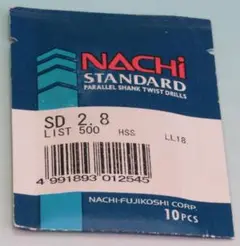 NACHi
STANDARD
PARALLEL SHANK TWIST DRILLS
SD 2.8
LIST 500 HSS LL18
4 991893 012545
NACHI-FUJIKOSHI CORP.
10PCS